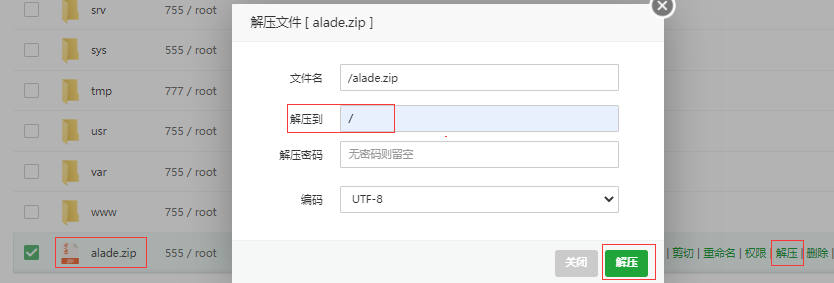 srv 755 / root
解压文件 [ alade.zip ]
sys 555 / root
文件名 /alade.zip
tmp 777 / root
解压到 /
usr 555 / root
解压密码 无密码则留空
var 755 / root
编码 UTF-8
www 755 / root
alade.zip 555 / root
| 剪切 | 重命名 | 权限 | 解压 | 删除 |
关闭 解压